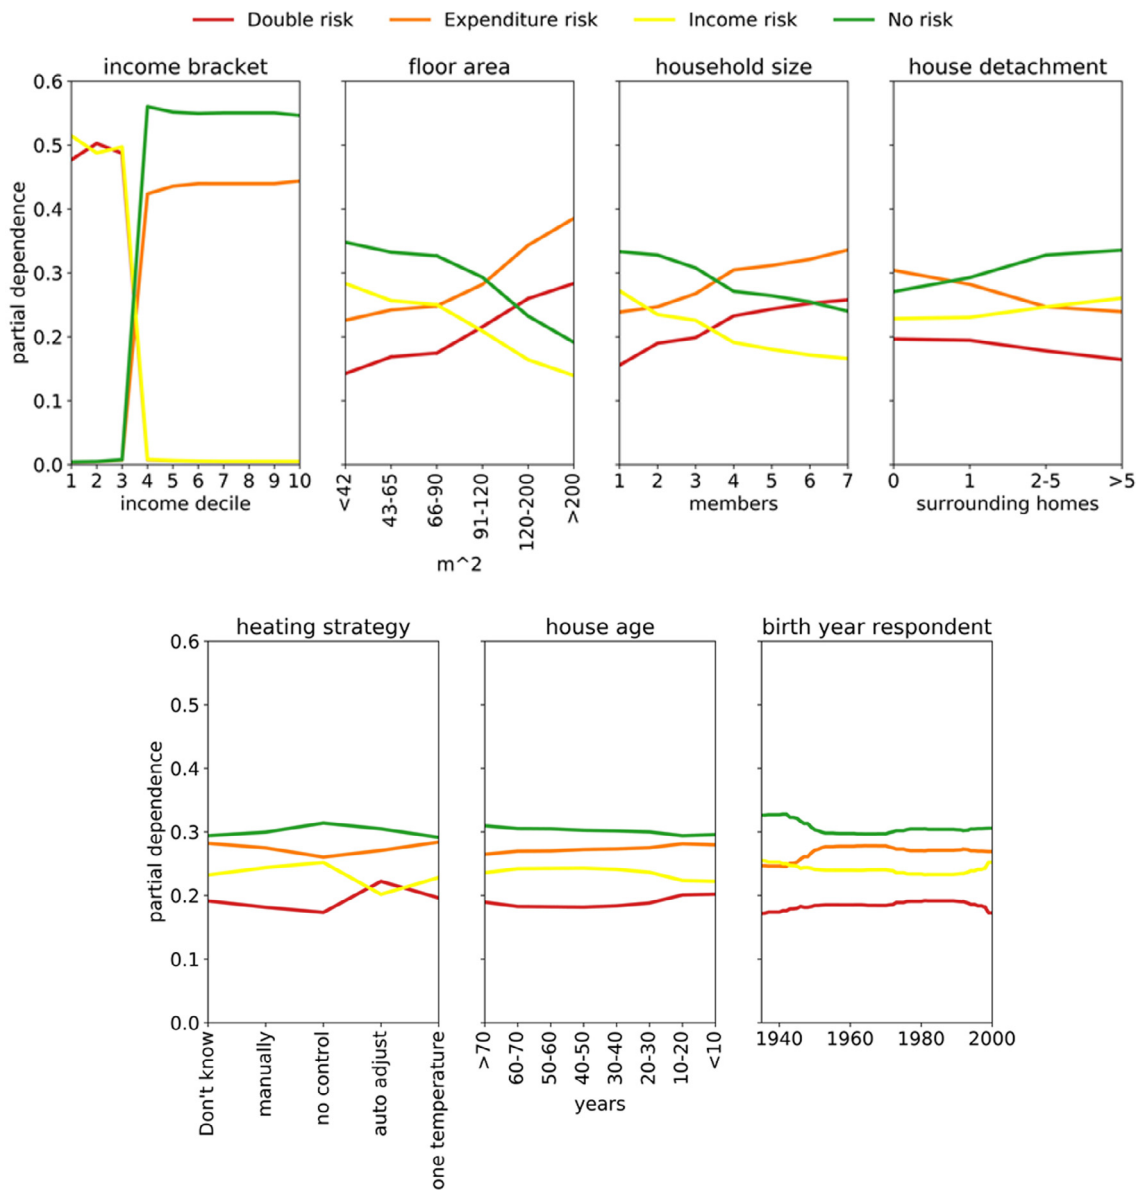 Double risk Expenditure risk Income risk No risk
income bracket floor area household size house detachment
0.6
0.5
0.4
0.3
0.2
0.1
0.0
partial dependence
1 2 3 4 5 6 7 8 9 10
income decile
<42 43-65 66-90 91-120 120-200 >200
m^2
1 2 3 4 5 6 7
members
0 1 2-5 >5
surrounding homes
heating strategy house age birth year respondent
0.6
0.5
0.4
0.3
0.2
0.1
0.0
partial dependence
Don't know manually no control auto adjust one temperature
>70 60-70 50-60 40-50 30-40 20-30 10-20 <10
years
1940 1960 1980 2000